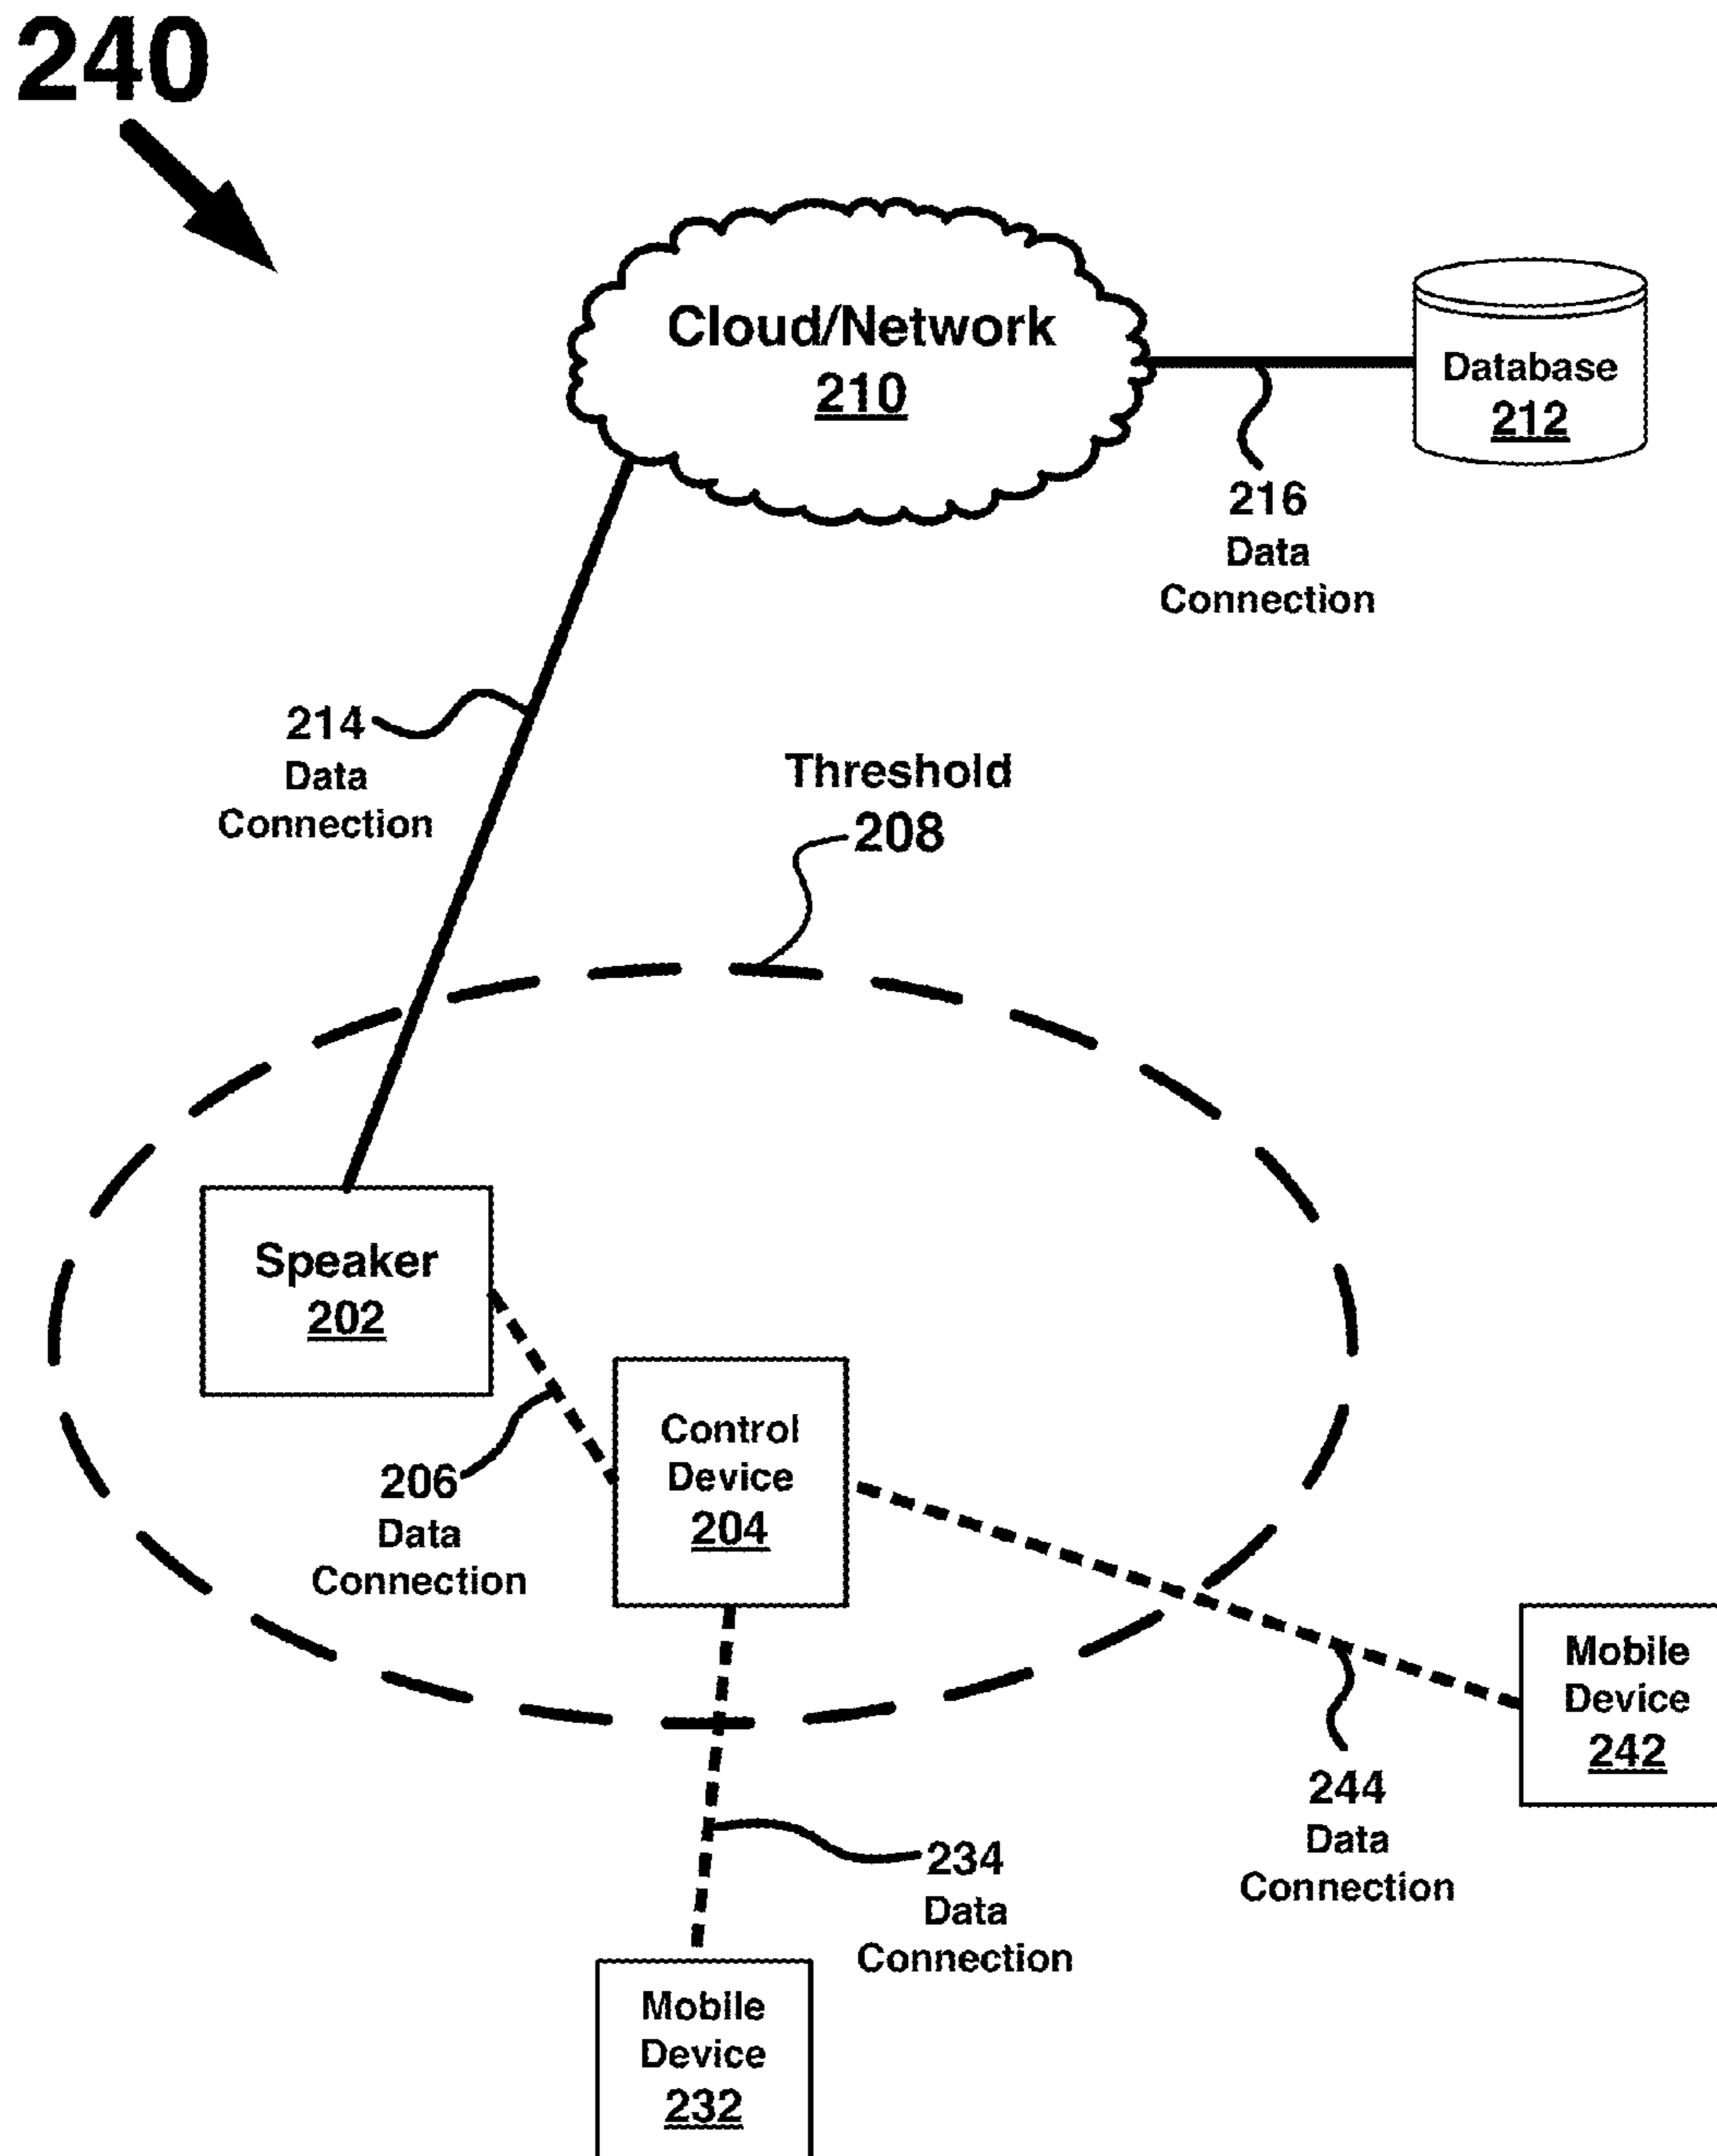 240
Cloud/Network
210
Database
212
216
Data
Connection
214
Data
Connection
Threshold
208
Speaker
202
Control
Device
204
206
Data
Connection
Mobile
Device
242
244
Data
Connection
234
Data
Connection
Mobile
Device
232